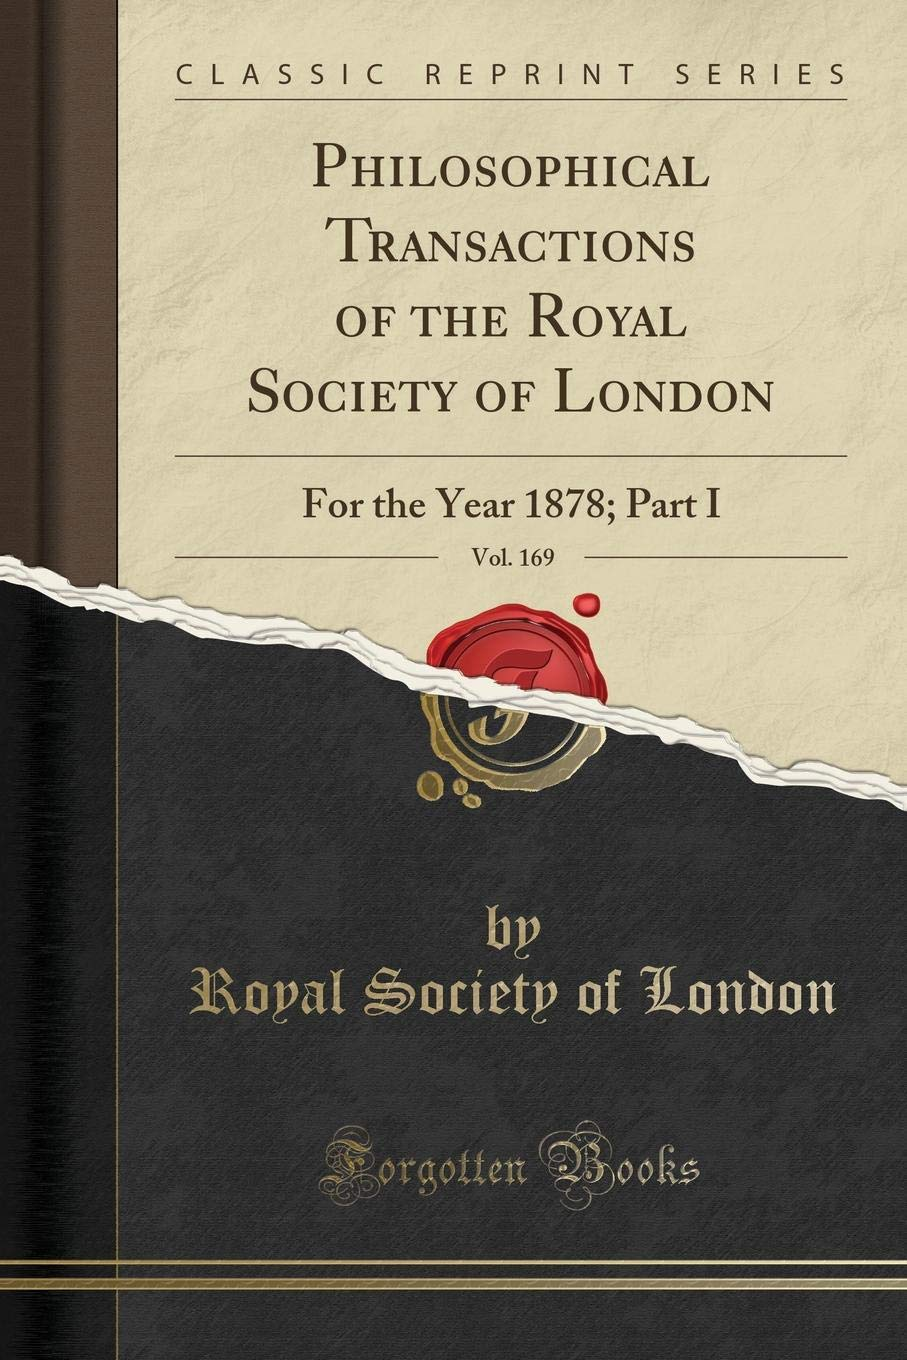 CLASSIC REPRINT SERIES
PHILOSOPHICAL
TRANSACTIONS
OF THE ROYAL
SOCIETY OF LONDON
For the Year 1878; Part I
Vol. 169
F
by
Royal Society of London
Forgotten Books